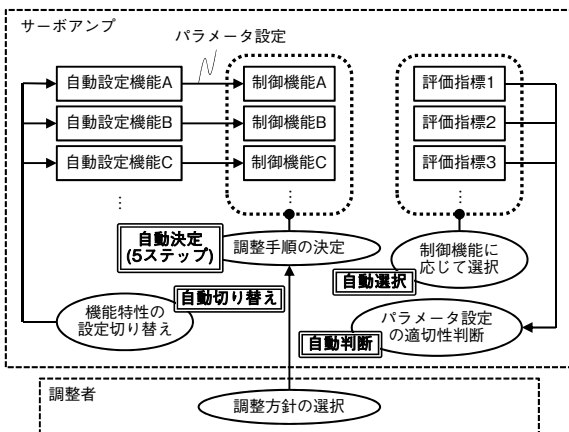 サーボアンプ
パラメータ設定
自動設定機能A
制御機能A
評価指標1
自動設定機能B
制御機能B
評価指標2
自動設定機能C
制御機能C
評価指標3
…
…
…
自動決定
(5ステップ)
調整手順の決定
制御機能に
応じて選択
自動選択
自動切り替え
機能特性の
設定切り替え
パラメータ設定
の適切性判断
自動判断
調整者
調整方針の選択